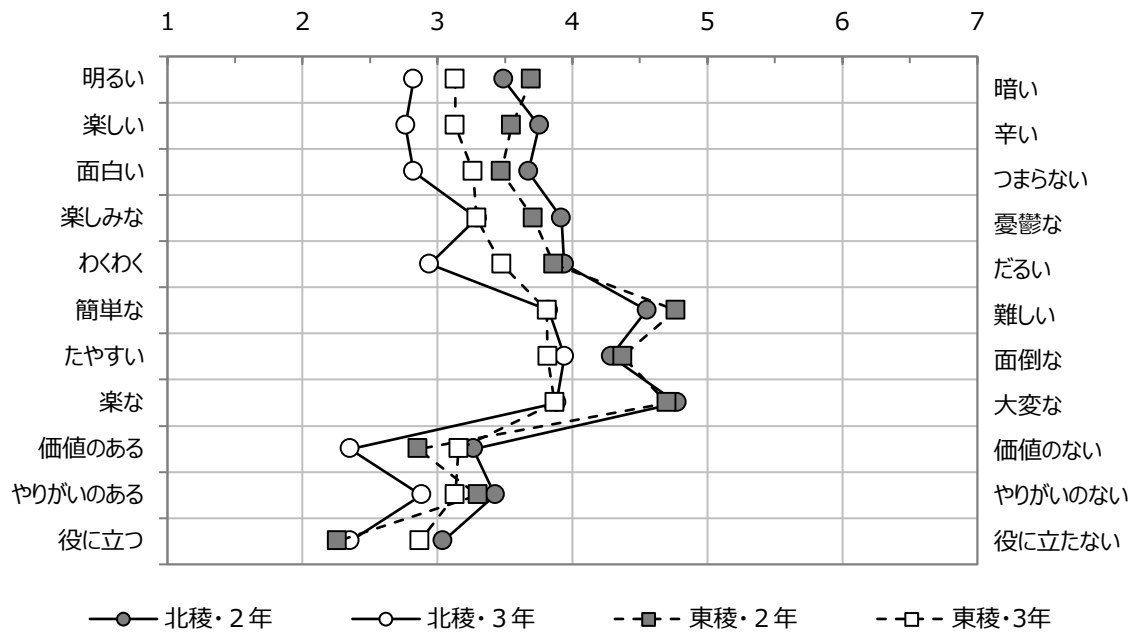 1 2 3 4 5 6 7
明るい 暗い
楽しい 辛い
面白い つまらない
楽しみな 憂鬱な
わくわく だるい
簡単な 難しい
たやすい 面倒な
楽な 大変な
価値のある 価値のない
やりがいのある やりがいのない
役に立つ 役に立たない
北稜・２年 北稜・３年 東稜・２年 東稜・3年